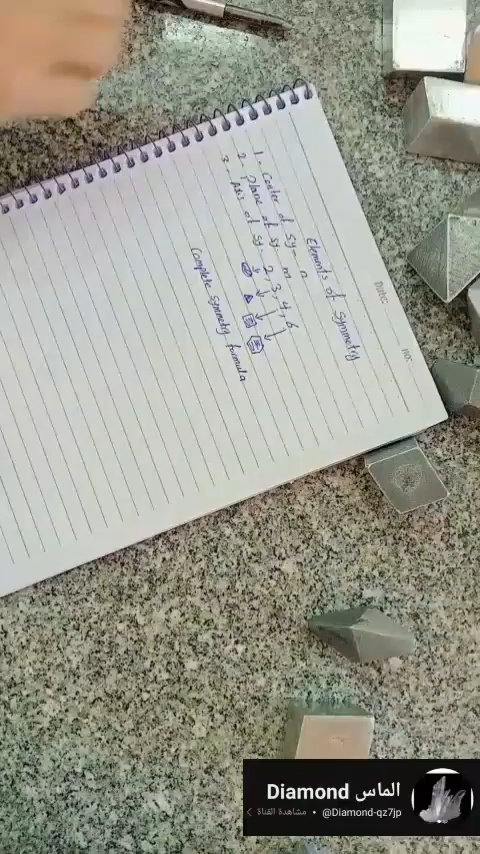 Date:
No:
Elements of Symmetry
1 - Center of Sy - n
2 - Plane of Sy - m
3 - Axis of Sy - 2, 3, 4, 6
Complete Symmetry formula
Diamond الماس
@Diamond-qz7jp • مشاهدة القناة